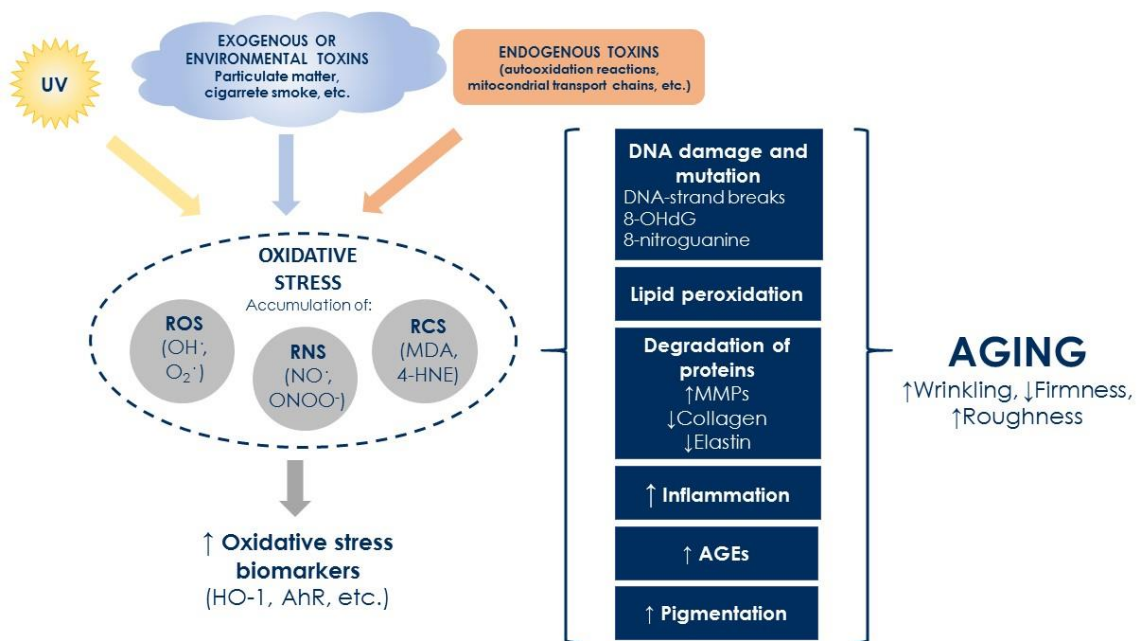 UV
EXOGENOUS OR
ENVIRONMENTAL TOXINS
Particulate matter,
cigarrete smoke, etc.
ENDOGENOUS TOXINS
(autooxidation reactions,
mitocondrial transport chains, etc.)
OXIDATIVE
STRESS
Accumulation of:
ROS
(OH·,
O₂·)
RNS
(NO·,
ONOO-)
RCS
(MDA,
4-HNE)
↑ Oxidative stress
biomarkers
(HO-1, AhR, etc.)
DNA damage and
mutation
DNA-strand breaks
8-OHdG
8-nitroguanine
Lipid peroxidation
Degradation of
proteins
↑MMPs
↓Collagen
↓Elastin
↑ Inflammation
↑ AGEs
↑ Pigmentation
AGING
↑Wrinkling, ↓Firmness,
↑Roughness